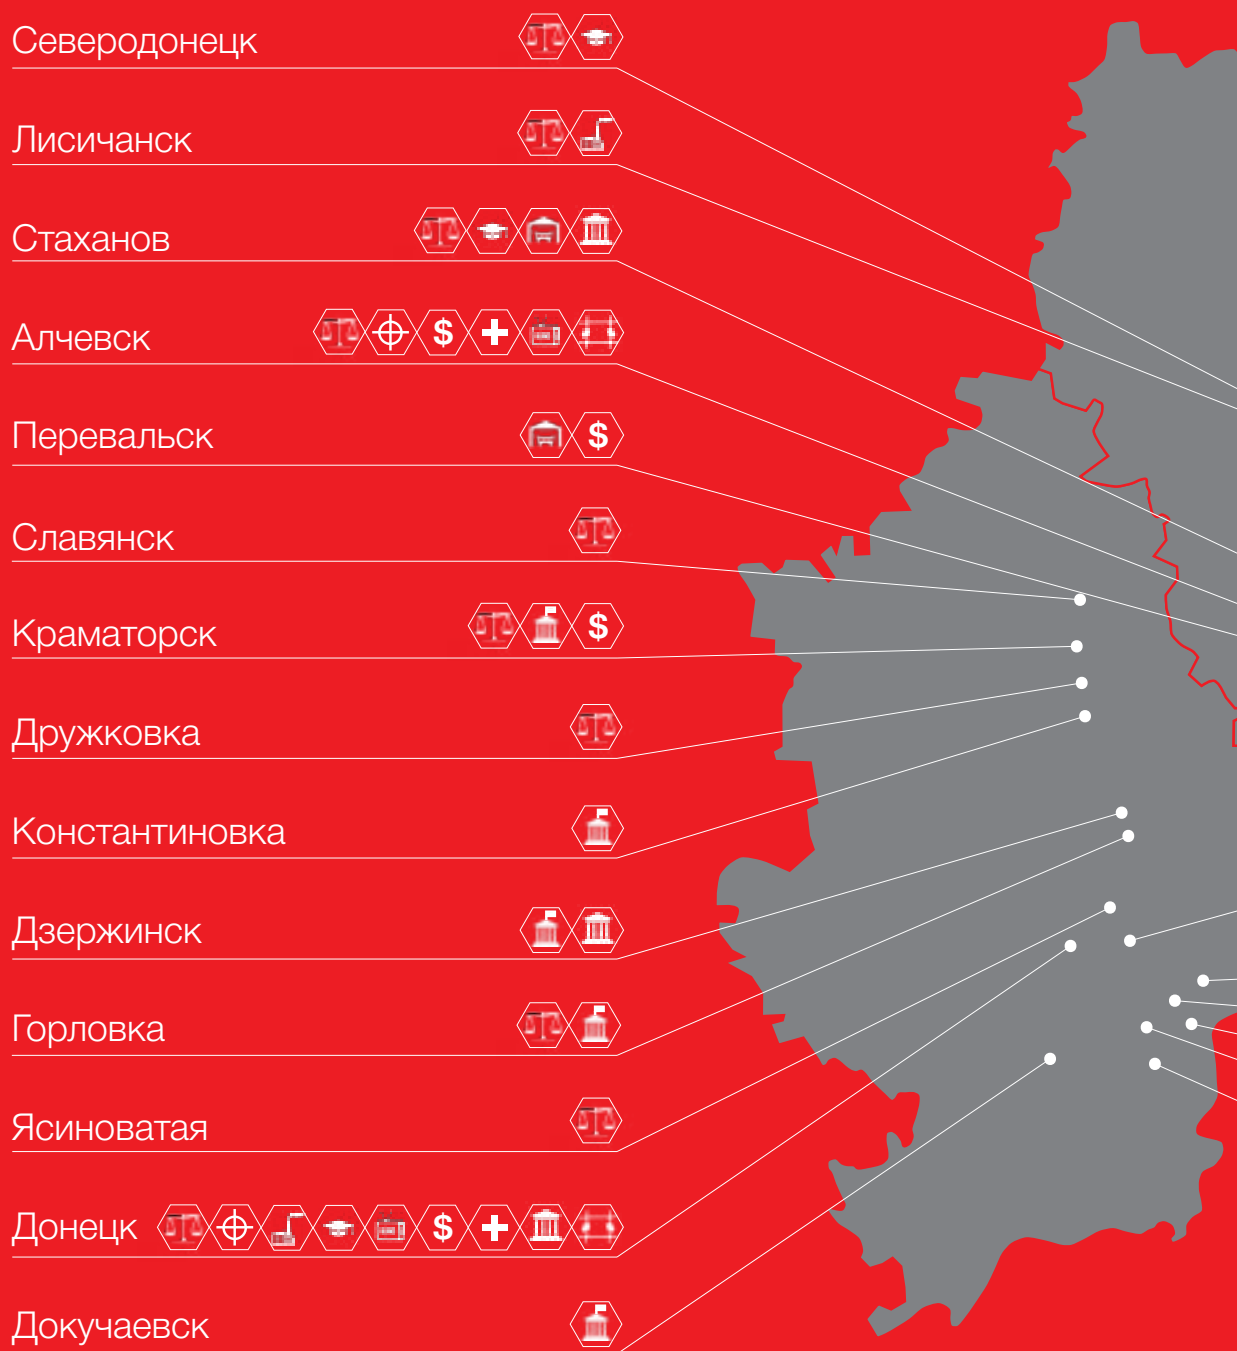 Северодонецк
Лисичанск
Стаханов
Алчевск
$
Перевальск
$
Славянск
Краматорск
$
Дружковка
Константиновка
Дзержинск
Горловка
Ясиноватая
Донецк
$
Докучаевск